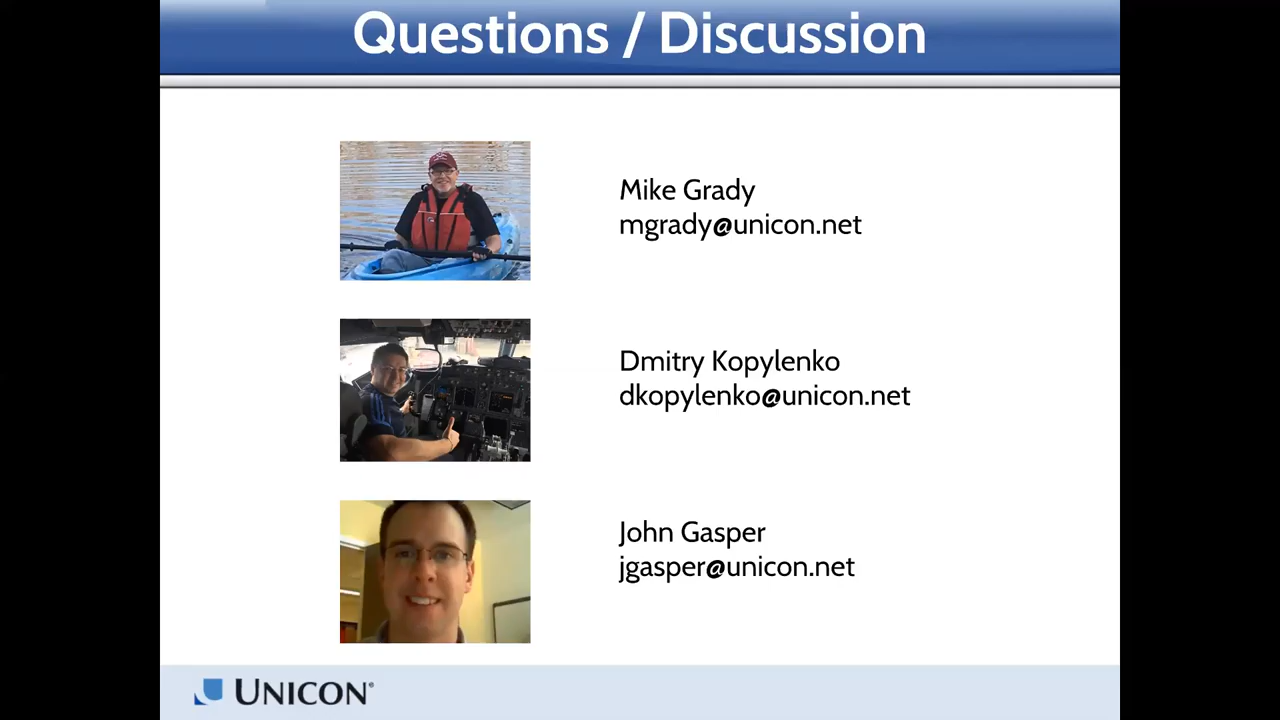 Questions / Discussion
Mike Grady
mgrady@unicon.net
Dmitry Kopylenko
dkopylenko@unicon.net
John Gasper
jgasper@unicon.net
UNICON®